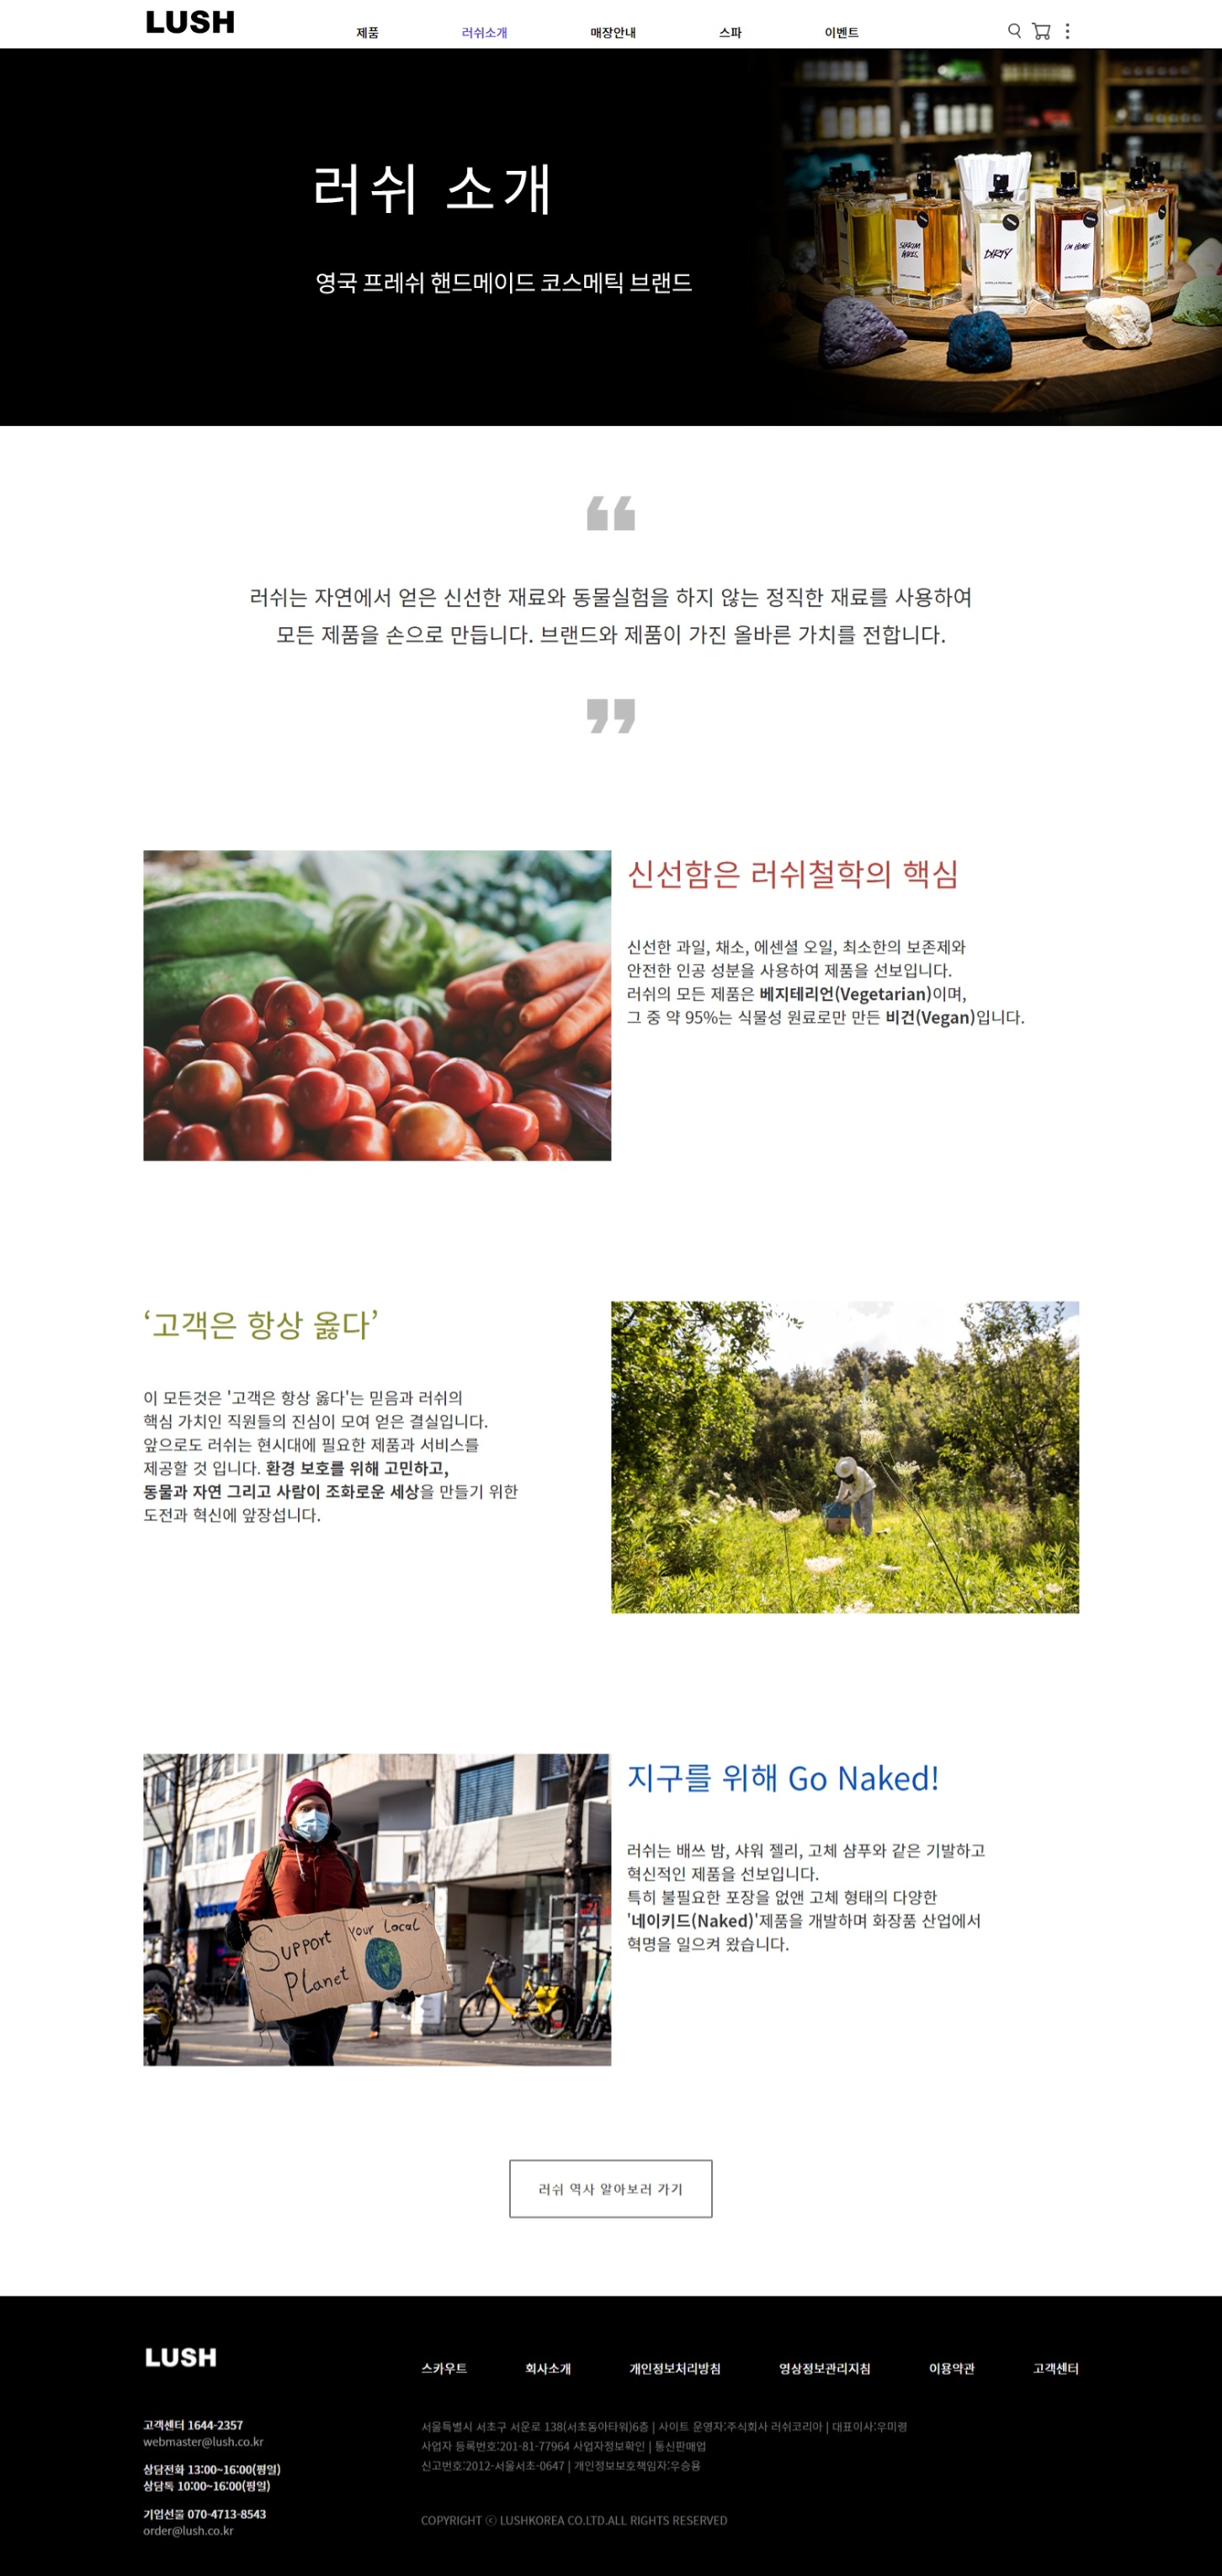 LUSH
제품 러쉬소개 매장안내 스파 이벤트
러쉬 소개
영국 프레쉬 핸드메이드 코스메틱 브랜드
DIRTY
I'M HOME
❝
러쉬는 자연에서 얻은 신선한 재료와 동물실험을 하지 않는 정직한 재료를 사용하여
모든 제품을 손으로 만듭니다. 브랜드와 제품이 가진 올바른 가치를 전합니다.
❞
신선함은 러쉬철학의 핵심
신선한 과일, 채소, 에센셜 오일, 최소한의 보존제와
안전한 인공 성분을 사용하여 제품을 선보입니다.
러쉬의 모든 제품은 베지테리언(Vegetarian)이며,
그 중 약 95%는 식물성 원료로만 만든 비건(Vegan)입니다.
‘고객은 항상 옳다’
이 모든것은 '고객은 항상 옳다'는 믿음과 러쉬의
핵심 가치인 직원들의 진심이 모여 얻은 결실입니다.
앞으로도 러쉬는 현시대에 필요한 제품과 서비스를
제공할 것 입니다. 환경 보호를 위해 고민하고,
동물과 자연 그리고 사람이 조화로운 세상을 만들기 위한
도전과 혁신에 앞장섭니다.
지구를 위해 Go Naked!
러쉬는 배쓰 밤, 샤워 젤리, 고체 샴푸와 같은 기발하고
혁신적인 제품을 선보입니다.
특히 불필요한 포장을 없앤 고체 형태의 다양한
'네이키드(Naked)'제품을 개발하며 화장품 산업에서
혁명을 일으켜 왔습니다.
Support Your Local
Planet
러쉬 역사 알아보러 가기
LUSH
스카우트 회사소개 개인정보처리방침 영상정보관리지침 이용약관 고객센터
고객센터 1644-2357
webmaster@lush.co.kr
상담전화 13:00~16:00(평일)
상담톡 10:00~16:00(평일)
기업선물 070-4713-8543
order@lush.co.kr
서울특별시 서초구 서운로 138(서초동아타워)6층 | 사이트 운영자:주식회사 러쉬코리아 | 대표이사:우미령
사업자 등록번호:201-81-77964 사업자정보확인 | 통신판매업
신고번호:2012-서울서초-0647 | 개인정보보호책임자:우승용
COPYRIGHT ⓒ LUSHKOREA CO.LTD.ALL RIGHTS RESERVED